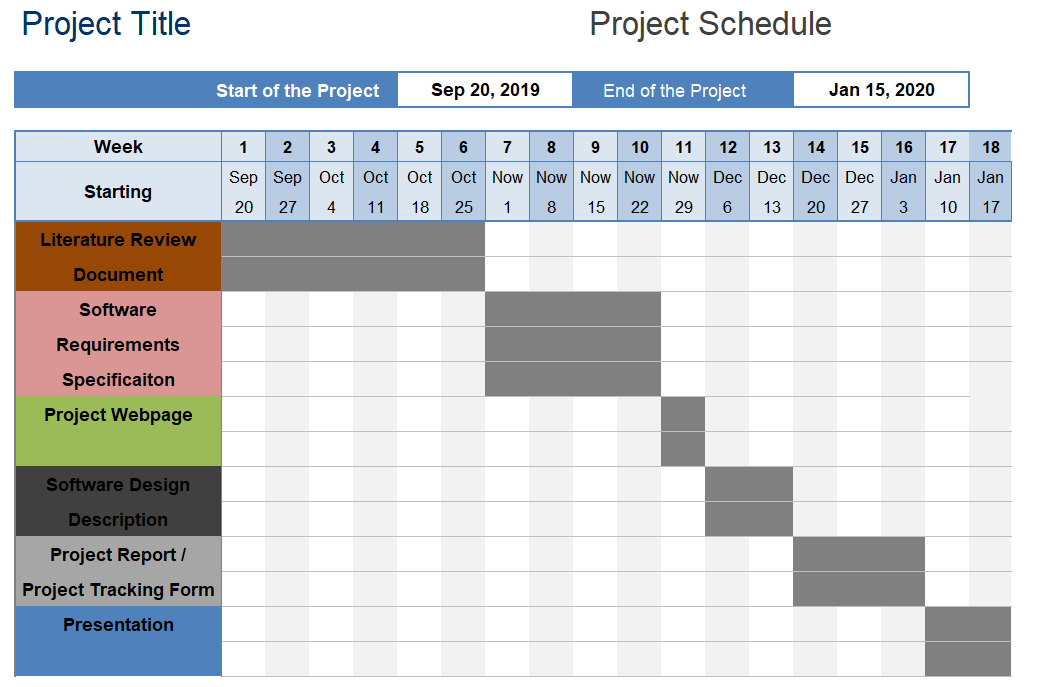 Project Title Project Schedule
Start of the Project Sep 20, 2019 End of the Project Jan 15, 2020
Week 1 2 3 4 5 6 7 8 9 10 11 12 13 14 15 16 17 18
Starting Sep Sep Oct Oct Oct Oct Now Now Now Now Now Dec Dec Dec Dec Jan Jan Jan
20 27 4 11 18 25 1 8 15 22 29 6 13 20 27 3 10 17
Literature Review
Document
Software
Requirements
Specificaiton
Project Webpage
Software Design
Description
Project Report /
Project Tracking Form
Presentation